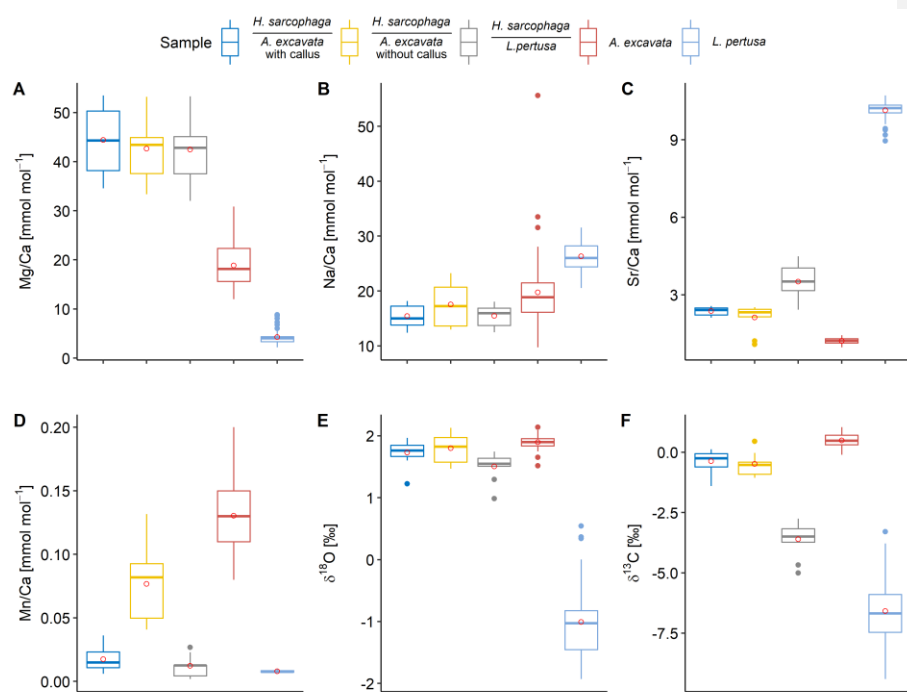 Sample
H. sarcophaga
A. excavata
with callus
H. sarcophaga
A. excavata
without callus
H. sarcophaga
L.pertusa
A. excavata
L. pertusa
A
Mg/Ca [mmol mol⁻¹]
50
40
30
20
10
0
B
Na/Ca [mmol mol⁻¹]
50
40
30
20
10
C
Sr/Ca [mmol mol⁻¹]
9
6
3
D
Mn/Ca [mmol mol⁻¹]
0.20
0.15
0.10
0.05
0.00
E
δ¹⁸O [‰]
2
1
0
-1
-2
F
δ¹³C [‰]
0.0
-2.5
-5.0
-7.5